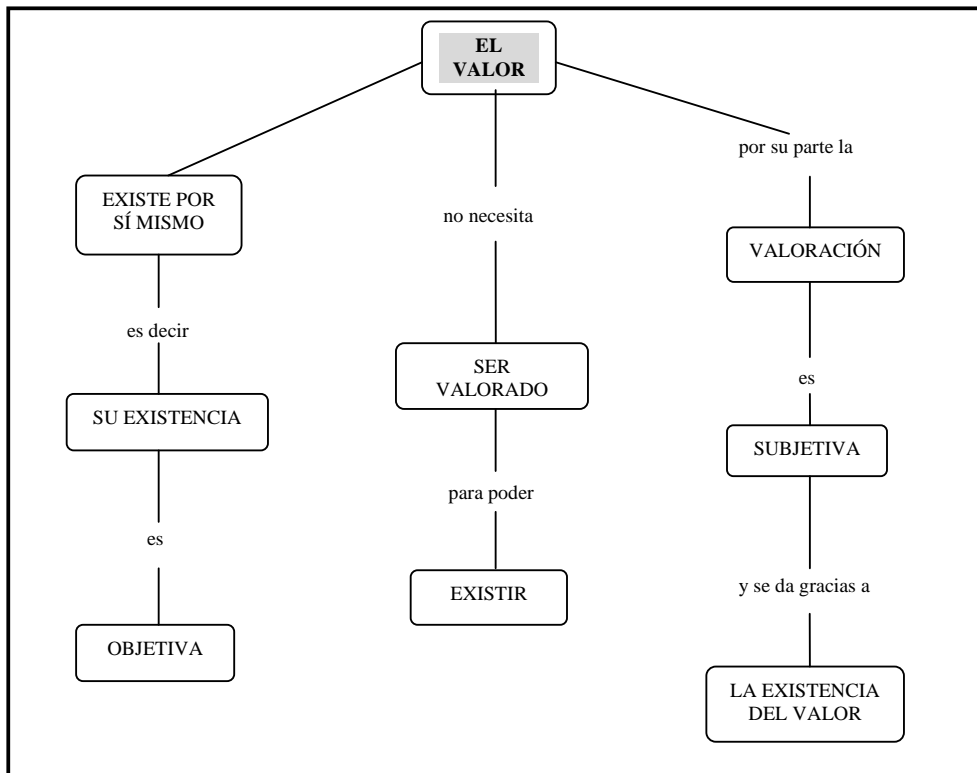 EL
VALOR
EXISTE POR
SÍ MISMO
es decir
SU EXISTENCIA
es
OBJETIVA
no necesita
SER
VALORADO
para poder
EXISTIR
por su parte la
VALORACIÓN
es
SUBJETIVA
y se da gracias a
LA EXISTENCIA
DEL VALOR